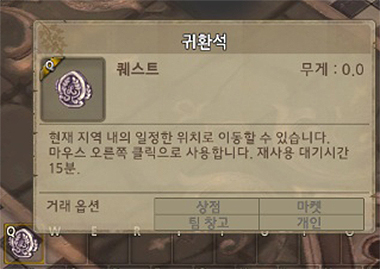 귀환석
Q
퀘스트 무게 : 0.0
현재 지역 내의 일정한 위치로 이동할 수 있습니다.
마우스 오른쪽 클릭으로 사용합니다. 재사용 대기시간
15분.
거래 옵션 상점 마켓
팀 창고 개인
Q W E R T Y U I O